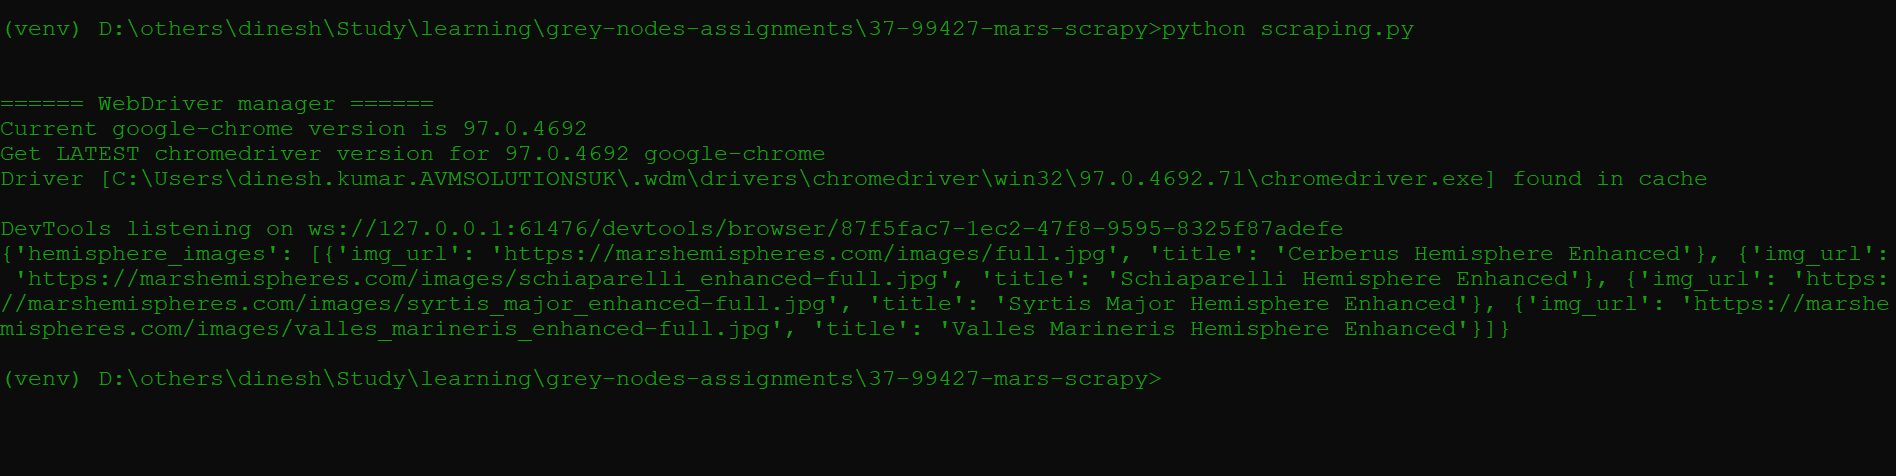 (venv) D:\others\dinesh\Study\learning\grey-nodes-assignments\37-99427-mars-scrapy>python scraping.py
====== WebDriver manager ======
Current google-chrome version is 97.0.4692
Get LATEST chromedriver version for 97.0.4692 google-chrome
Driver [C:\Users\dinesh.kumar.AVMSOLUTIONSUK\.wdm\drivers\chromedriver\win32\97.0.4692.71\chromedriver.exe] found in cache
DevTools listening on ws://127.0.0.1:61476/devtools/browser/87f5fac7-1ec2-47f8-9595-8325f87adefe
{'hemisphere_images': [{'img_url': 'https://marshemispheres.com/images/full.jpg', 'title': 'Cerberus Hemisphere Enhanced'}, {'img_url':
 'https://marshemispheres.com/images/schiaparelli_enhanced-full.jpg', 'title': 'Schiaparelli Hemisphere Enhanced'}, {'img_url': 'https:
//marshemispheres.com/images/syrtis_major_enhanced-full.jpg', 'title': 'Syrtis Major Hemisphere Enhanced'}, {'img_url': 'https://marshe
mispheres.com/images/valles_marineris_enhanced-full.jpg', 'title': 'Valles Marineris Hemisphere Enhanced'}]}
(venv) D:\others\dinesh\Study\learning\grey-nodes-assignments\37-99427-mars-scrapy>